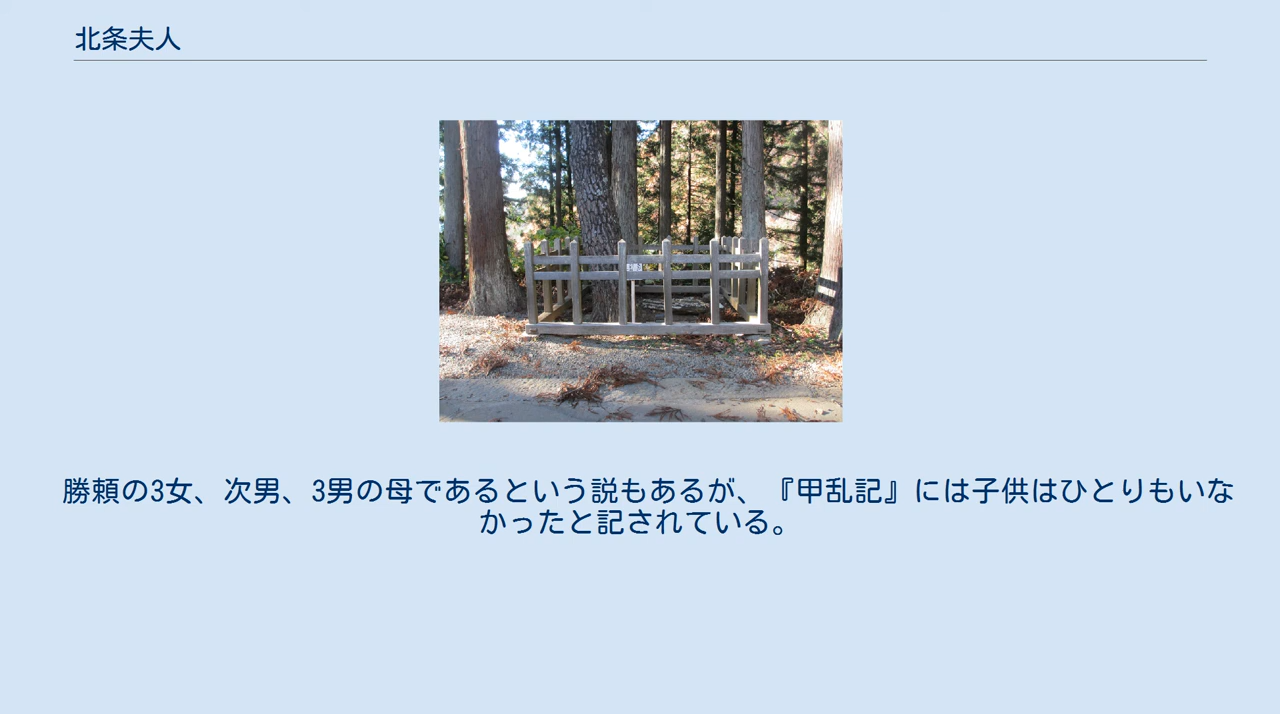 北条夫人
勝頼の3女、次男、3男の母であるという説もあるが、『甲乱記』には子供はひとりもいな
かったと記されている。